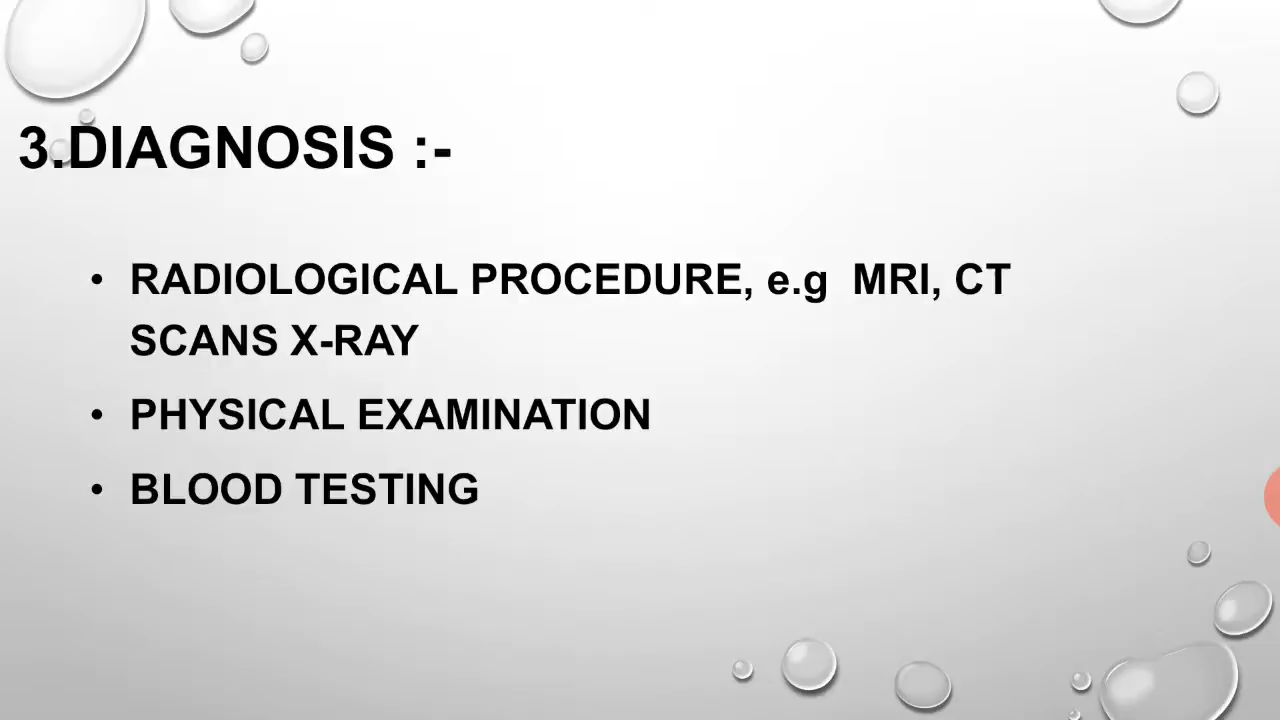 3.DIAGNOSIS :-
• RADIOLOGICAL PROCEDURE, e.g  MRI, CT
SCANS X-RAY
• PHYSICAL EXAMINATION
• BLOOD TESTING